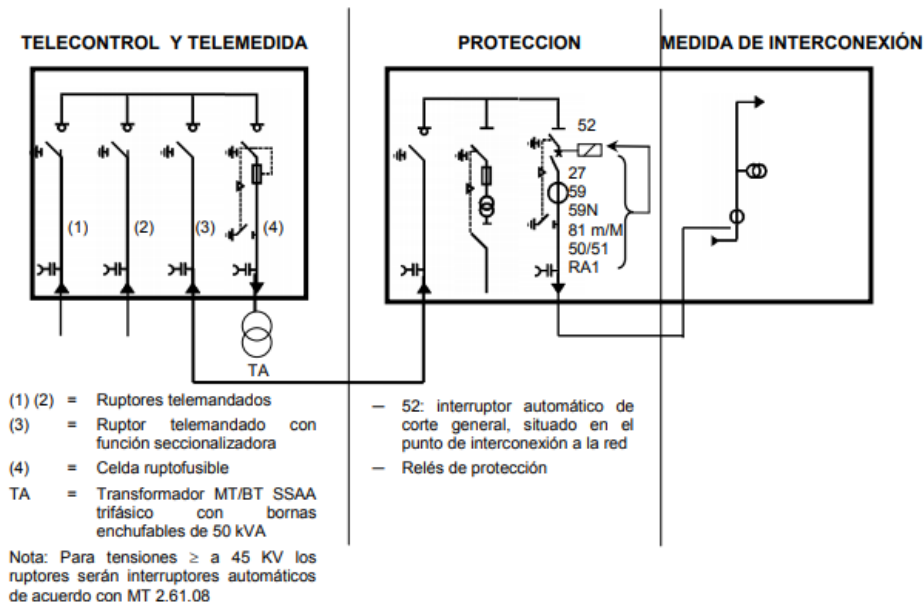 TELECONTROL Y TELEMEDIDA
PROTECCION
MEDIDA DE INTERCONEXIÓN
(1)
(2)
(3)
(4)
TA
52
27
59
59N
81 m/M
50/51
RA1
(1) (2) = Ruptores telemandados
(3) = Ruptor telemandado con
función seccionalizadora
(4) = Celda ruptofusible
TA = Transformador MT/BT SSAA
trifásico con bornas
enchufables de 50 kVA
Nota: Para tensiones ≥ a 45 KV los
ruptores serán interruptores automáticos
de acuerdo con MT 2.61.08
– 52: interruptor automático de
corte general, situado en el
punto de interconexión a la red
– Relés de protección